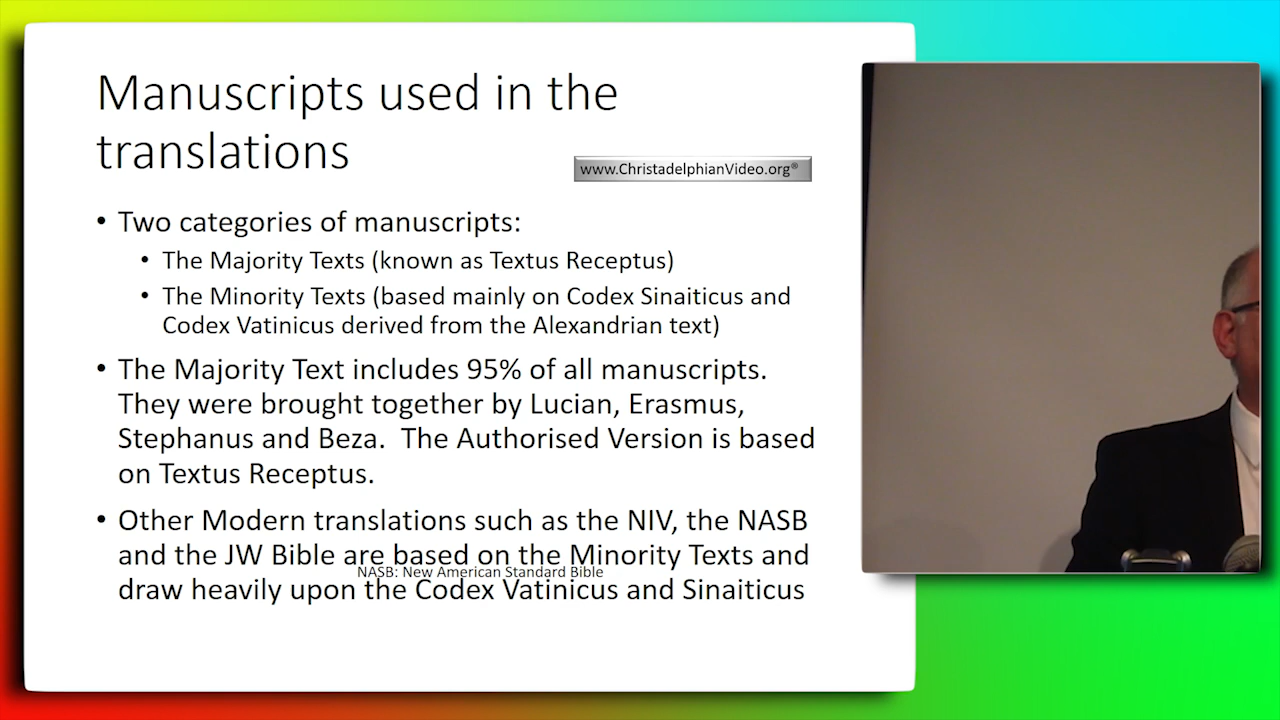 Manuscripts used in the
translations
www.ChristadelphianVideo.org®
• Two categories of manuscripts:
• The Majority Texts (known as Textus Receptus)
• The Minority Texts (based mainly on Codex Sinaiticus and
Codex Vatinicus derived from the Alexandrian text)
• The Majority Text includes 95% of all manuscripts.
They were brought together by Lucian, Erasmus,
Stephanus and Beza. The Authorised Version is based
on Textus Receptus.
• Other Modern translations such as the NIV, the NASB
and the JW Bible are based on the Minority Texts and
NASB: New American Standard Bible
draw heavily upon the Codex Vatinicus and Sinaiticus